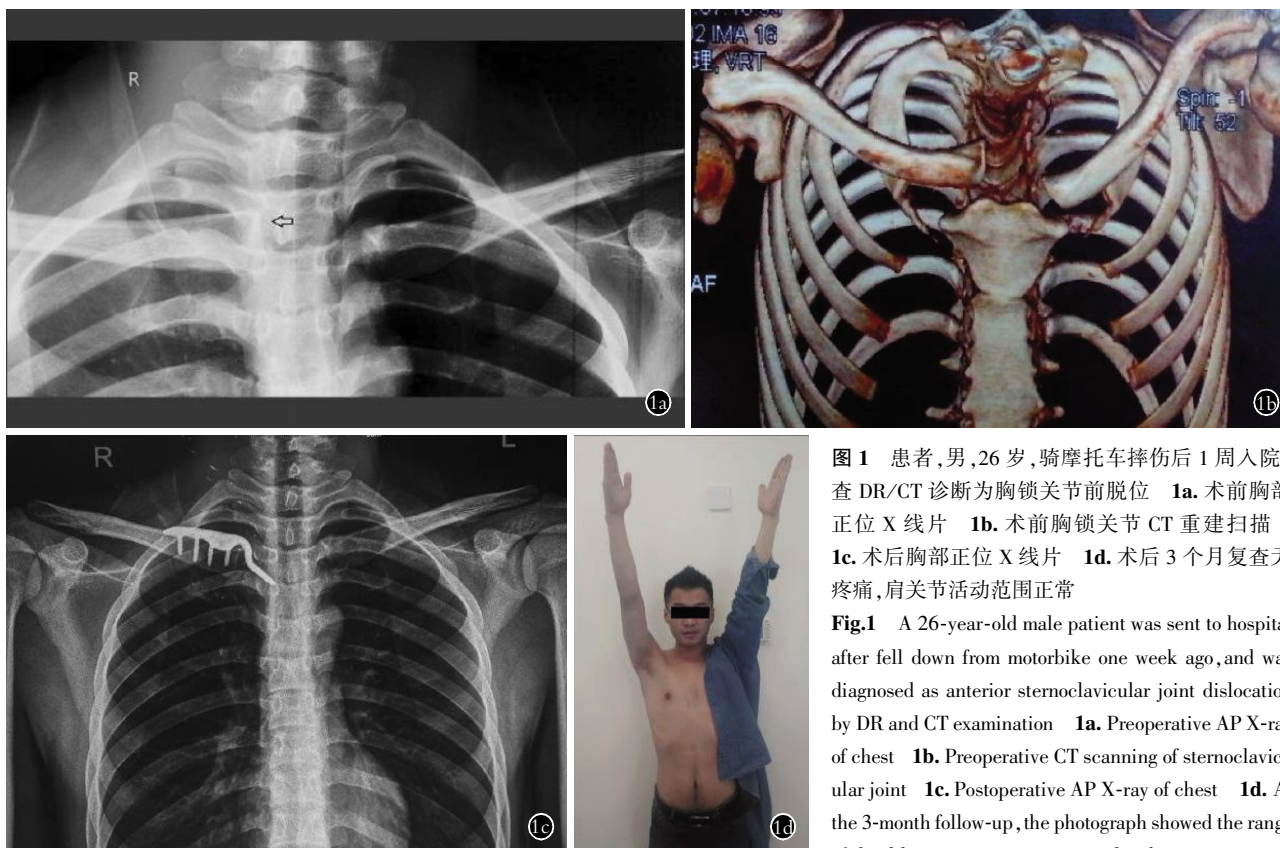 R
1a
02 IMA 16
理, VRT
Spin: -1
Tilt: 52
AF
1b
R
L
1c
1d
图 1 患者,男,26 岁,骑摩托车摔伤后 1 周入院,
查 DR/CT 诊断为胸锁关节前脱位 1a. 术前胸部
正位 X 线片 1b. 术前胸锁关节 CT 重建扫描
1c. 术后胸部正位 X 线片 1d. 术后 3 个月复查无
疼痛,肩关节活动范围正常
Fig.1 A 26-year-old male patient was sent to hospita
after fell down from motorbike one week ago,and wa
diagnosed as anterior sternoclavicular joint dislocation
by DR and CT examination 1a. Preoperative AP X-ra
of chest 1b. Preoperative CT scanning of sternoclavic
ular joint 1c. Postoperative AP X-ray of chest 1d. A
the 3-month follow-up,the photograph showed the rang